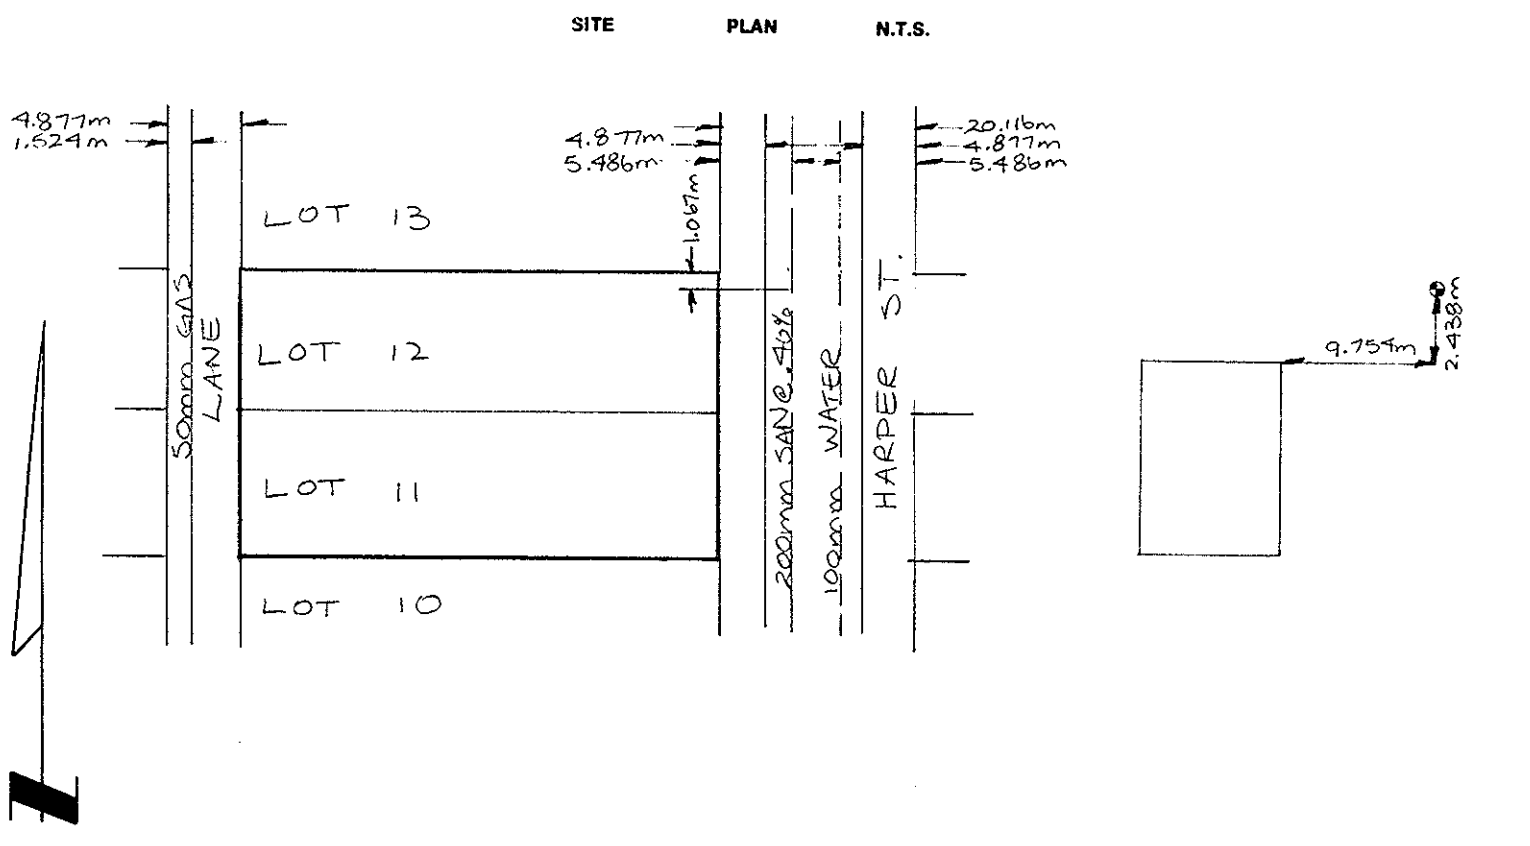 SITE PLAN N.T.S.
4.877m
1.524m
4.877m
5.486m
20.116m
4.877m
5.486m
1.067m
LOT 13
LOT 12
LOT 11
LOT 10
50mm GAS
LANE
200mm SAN@.40%
100mm WATER
HARPER ST.
9.754m
2.438m